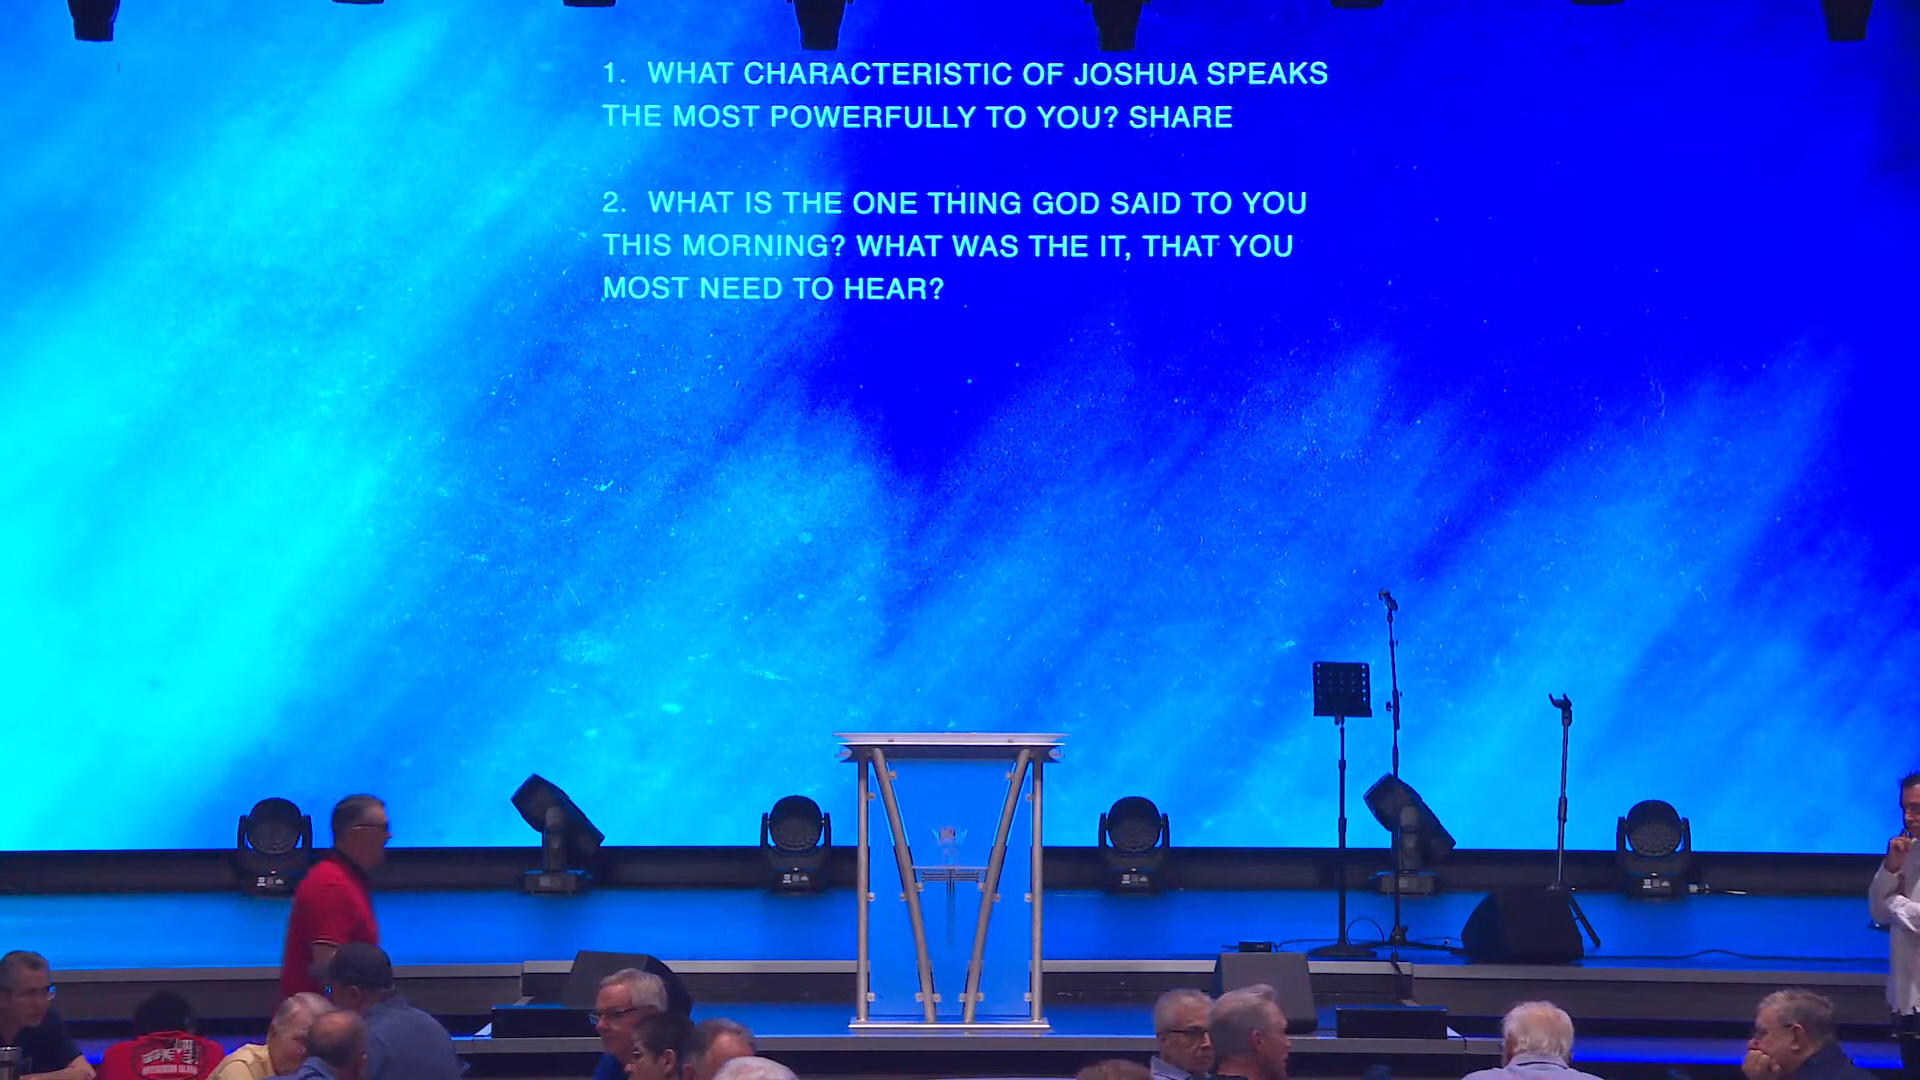 1. WHAT CHARACTERISTIC OF JOSHUA SPEAKS
THE MOST POWERFULLY TO YOU? SHARE
2. WHAT IS THE ONE THING GOD SAID TO YOU
THIS MORNING? WHAT WAS THE IT, THAT YOU
MOST NEED TO HEAR?